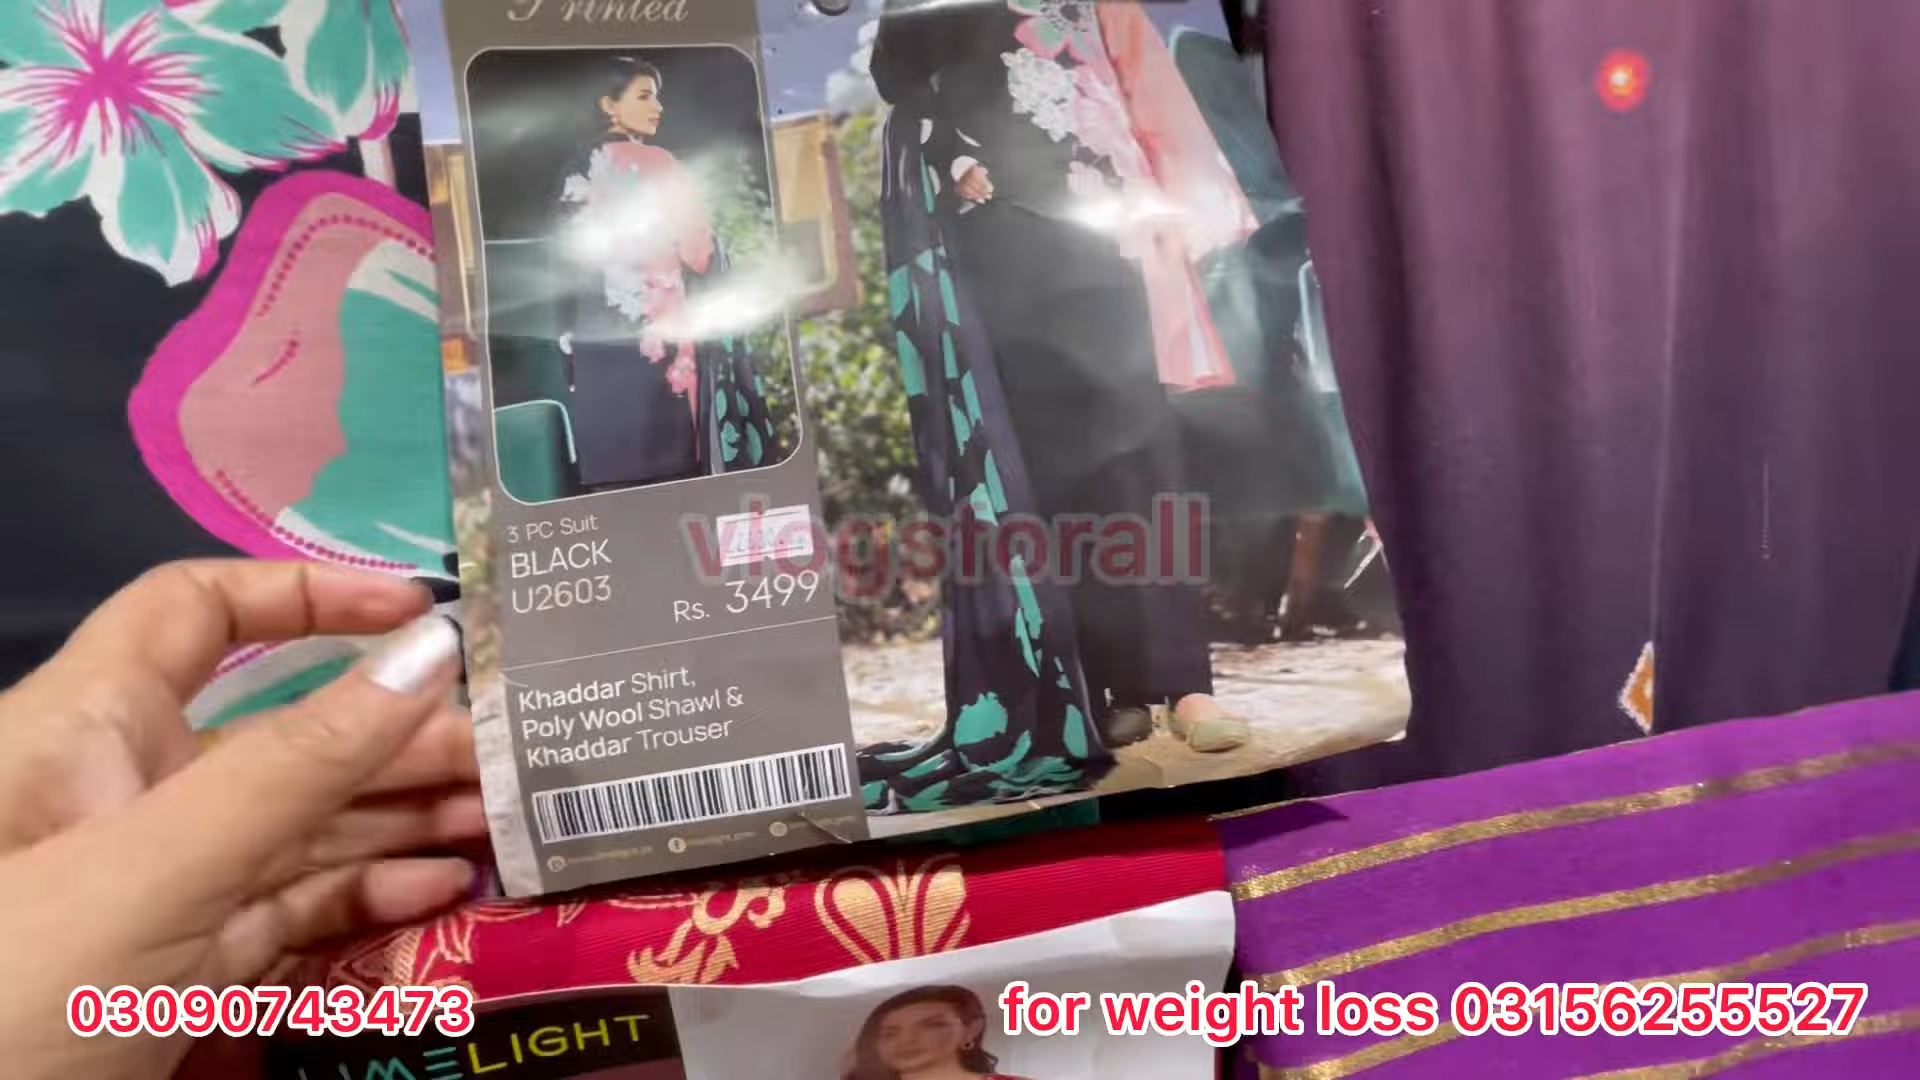 Printed
3 PC Suit
BLACK
U2603
Rs. 3499
Khaddar Shirt,
Poly Wool Shawl &
Khaddar Trouser
vlogsforall
03090743473
for weight loss 03156255527
LIMELIGHT